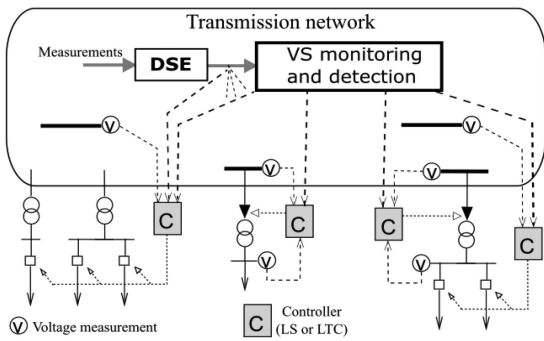 Transmission network
Measurements
DSE
VS monitoring
and detection
V
V
V
V
C
C
C
C
V
V
V Voltage measurement
C
Controller
(LS or LTC)